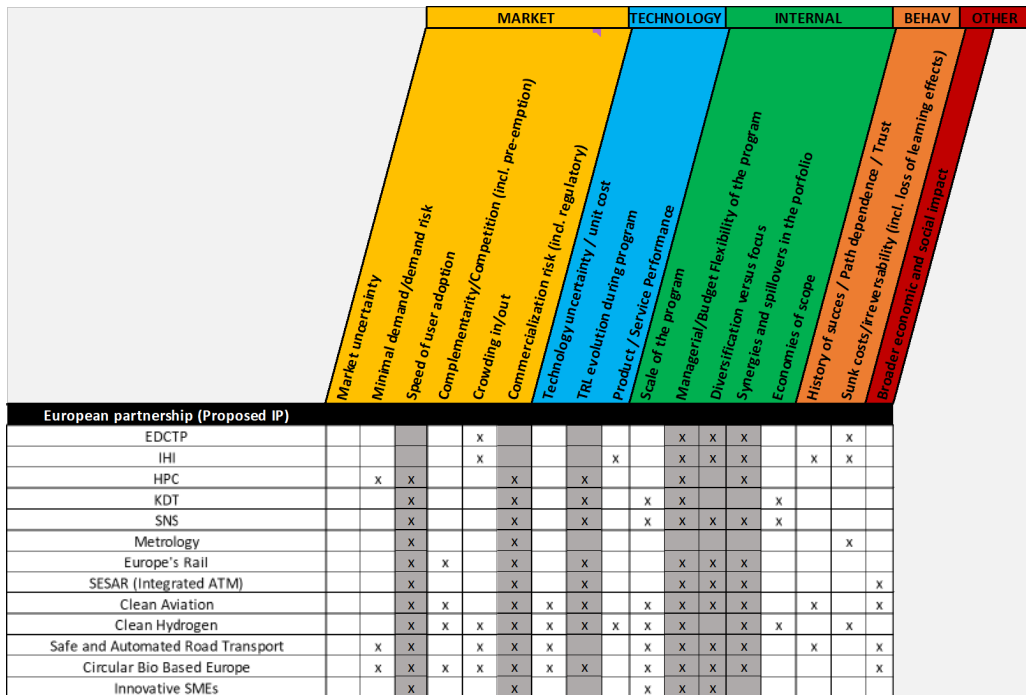 MARKET TECHNOLOGY INTERNAL BEHAV OTHER
Market uncertainty
Minimal demand/demand risk
Speed of user adoption
Complementarity/Competition (incl. pre-emption)
Crowding in/out
Commercialization risk (incl. regulatory)
Technology uncertainty / unit cost
TRL evolution during program
Product / Service Performance
Scale of the program
Managerial/Budget Flexibility of the program
Diversification versus focus
Synergies and spillovers in the porfolio
Economies of scope
History of succes / Path dependence / Trust
Sunk costs/irreversability (incl. loss of learning effects)
Broader economic and social impact
European partnership (Proposed IP)
EDCTP x x x x x
IHI x x x x x x x
HPC x x x x x x
KDT x x x x x x
SNS x x x x x x x x
Metrology x x x
Europe's Rail x x x x x x x
SESAR (Integrated ATM) x x x x x x x
Clean Aviation x x x x x x x x x x x
Clean Hydrogen x x x x x x x x x x x x x
Safe and Automated Road Transport x x x x x x x x x x x
Circular Bio Based Europe x x x x x x x x x x x x
Innovative SMEs x x x x x